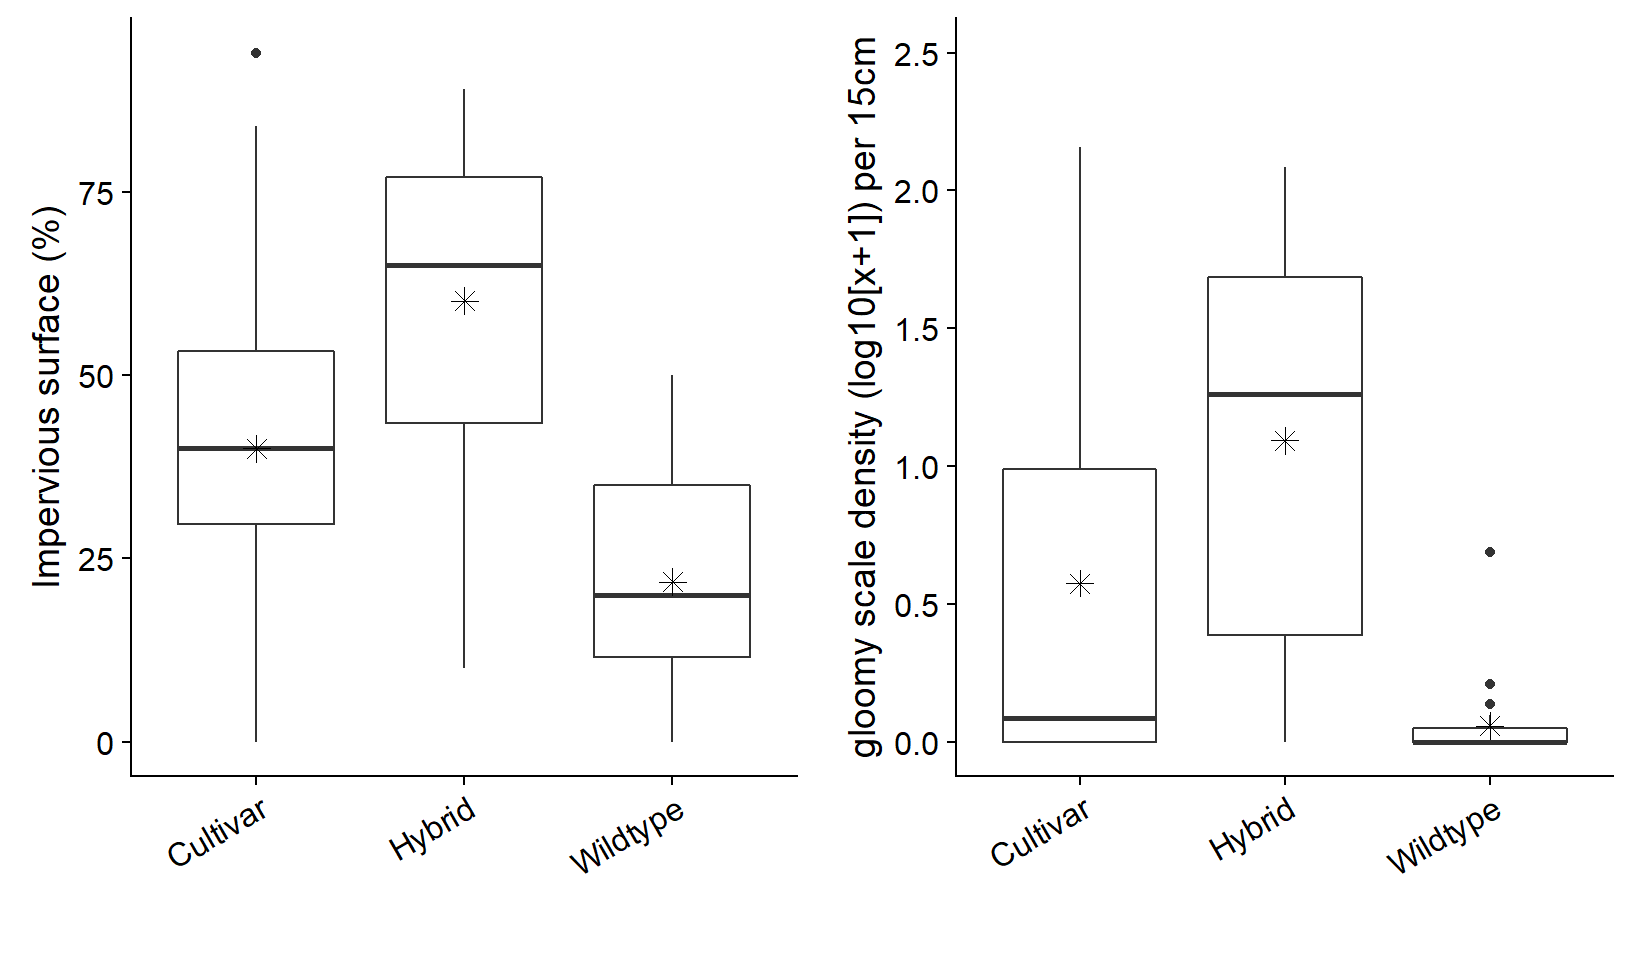 Impervious surface (%)
75
50
25
0
Cultivar
Hybrid
Wildtype
gloomy scale density (log10[x+1]) per 15cm
2.5
2.0
1.5
1.0
0.5
0.0
Cultivar
Hybrid
Wildtype